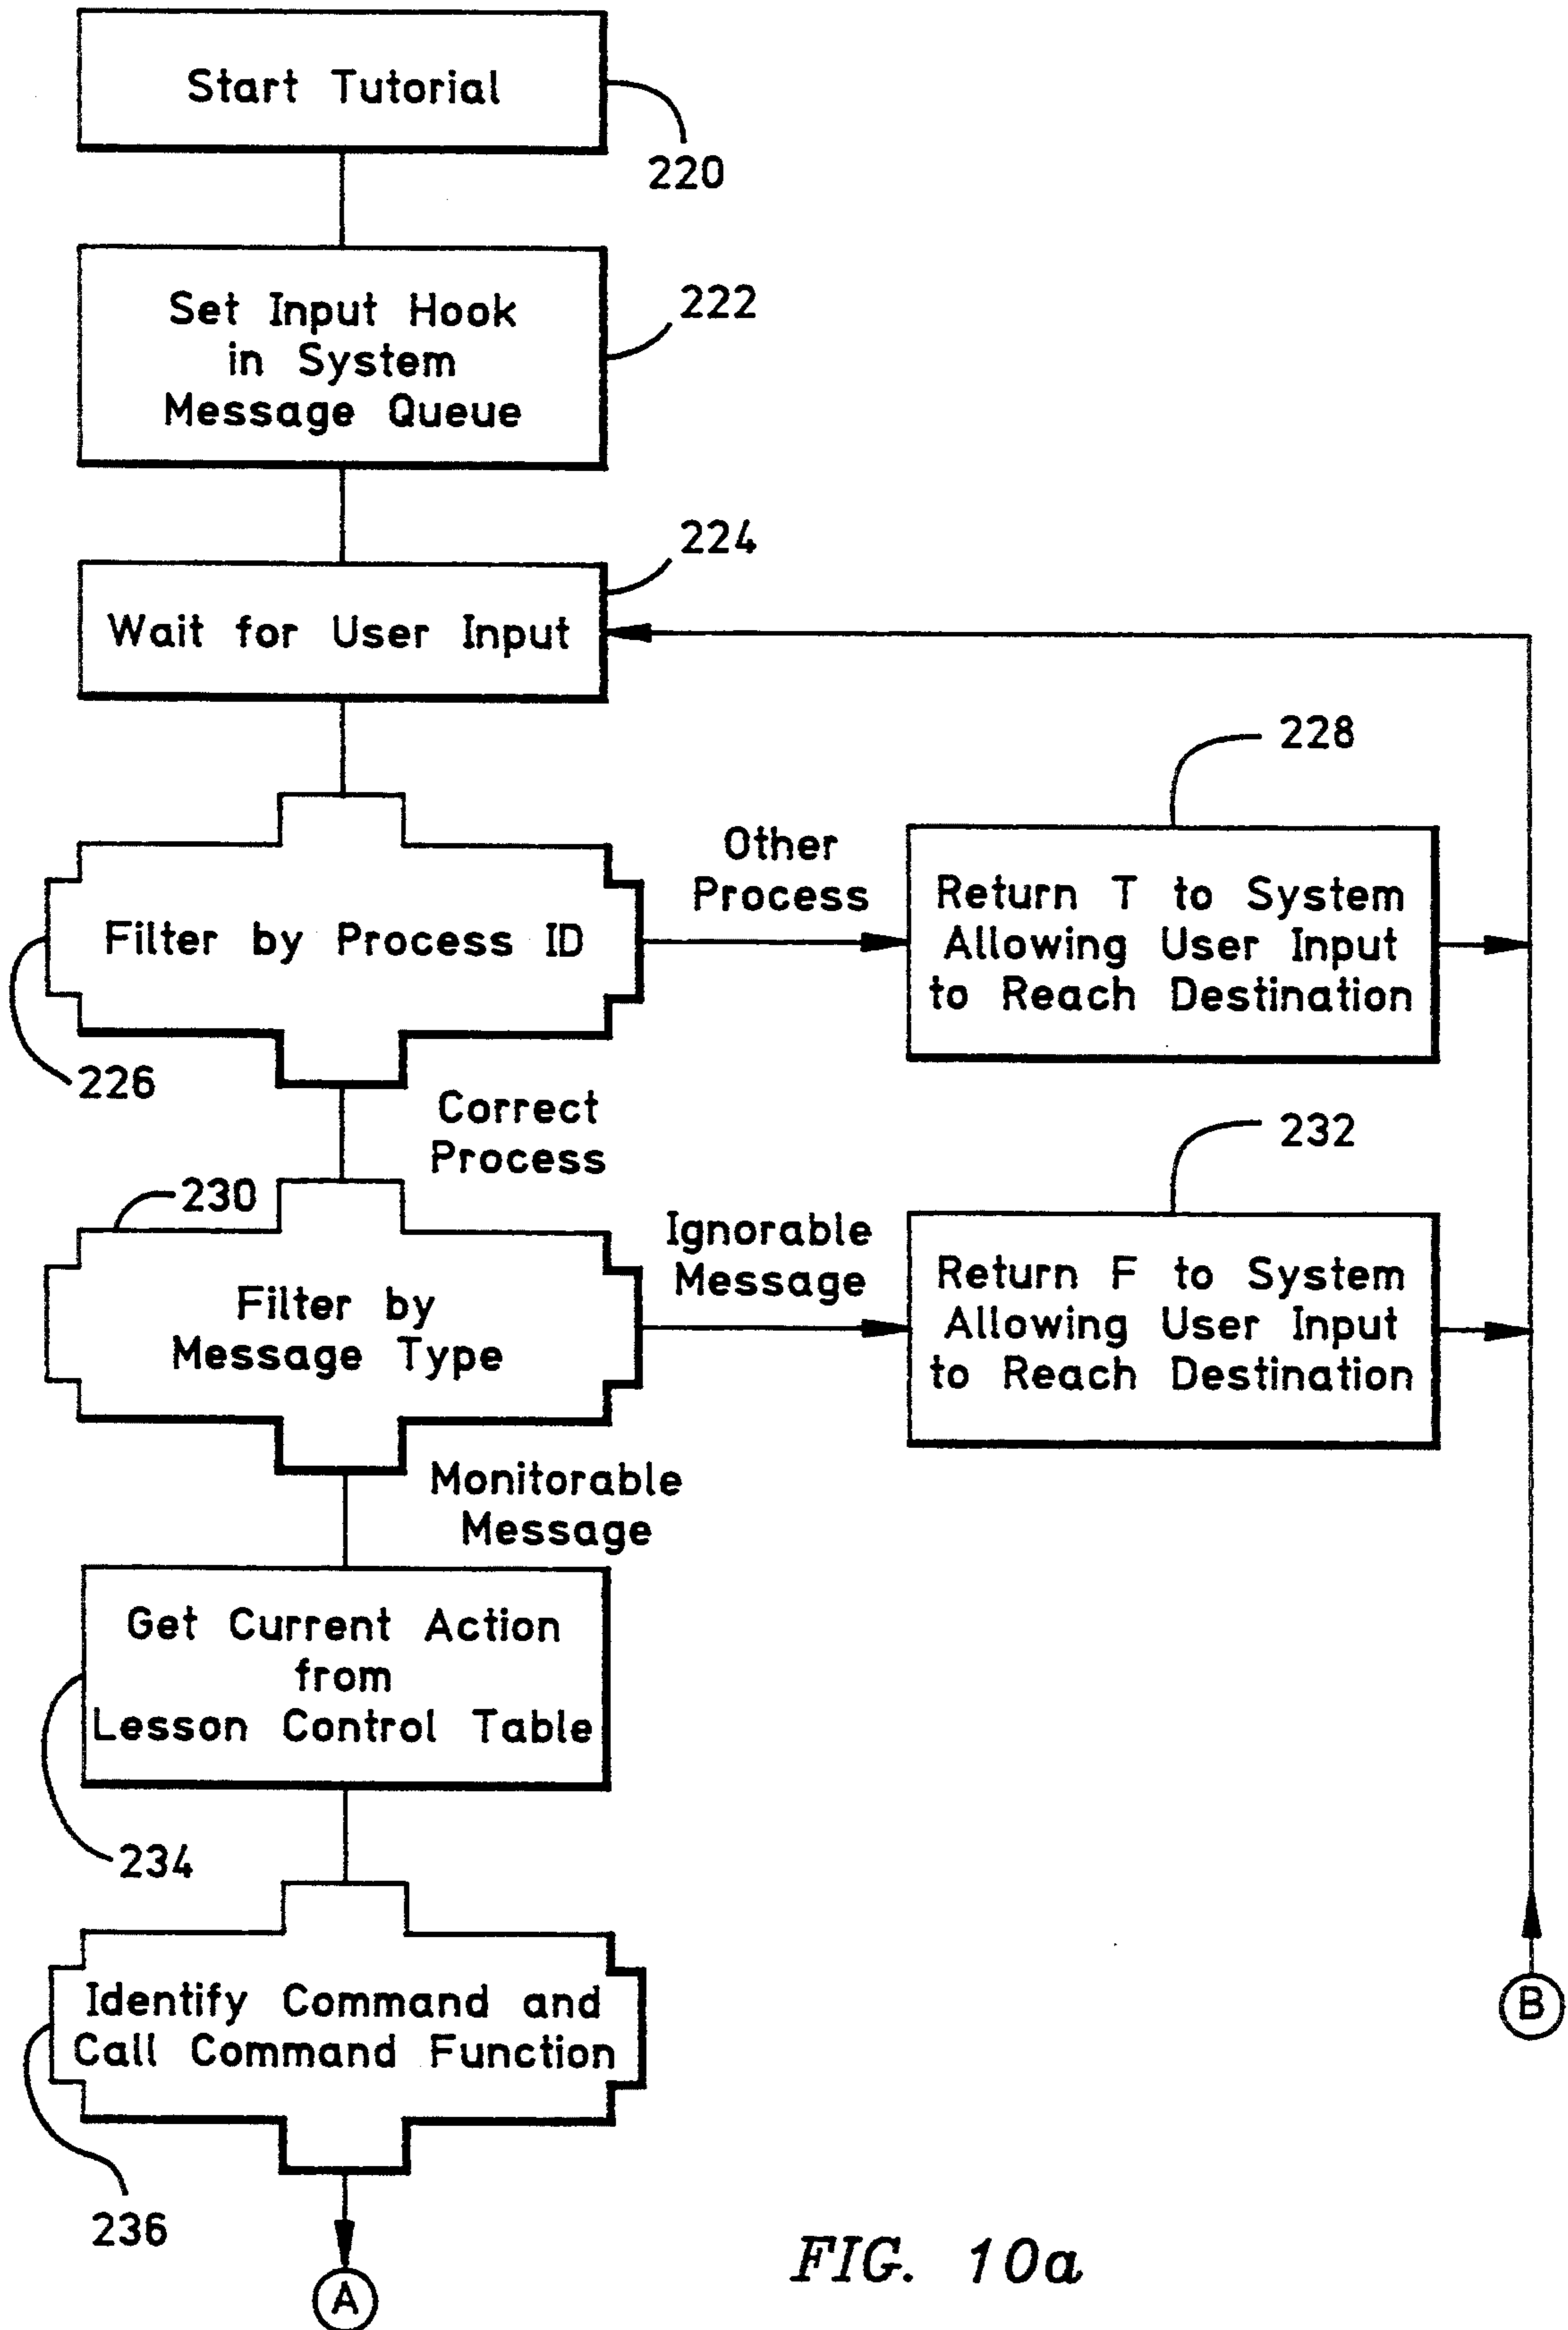 Start Tutorial
220
Set Input Hook
in System
Message Queue
222
224
Wait for User Input
228
Filter by Process ID
226
Other
Process
Return T to System
Allowing User Input
to Reach Destination
Correct
Process
232
230
Filter by
Message Type
Ignorable
Message
Return F to System
Allowing User Input
to Reach Destination
Monitorable
Message
Get Current Action
from
Lesson Control Table
234
Identify Command and
Call Command Function
236
B
A
FIG. 10a